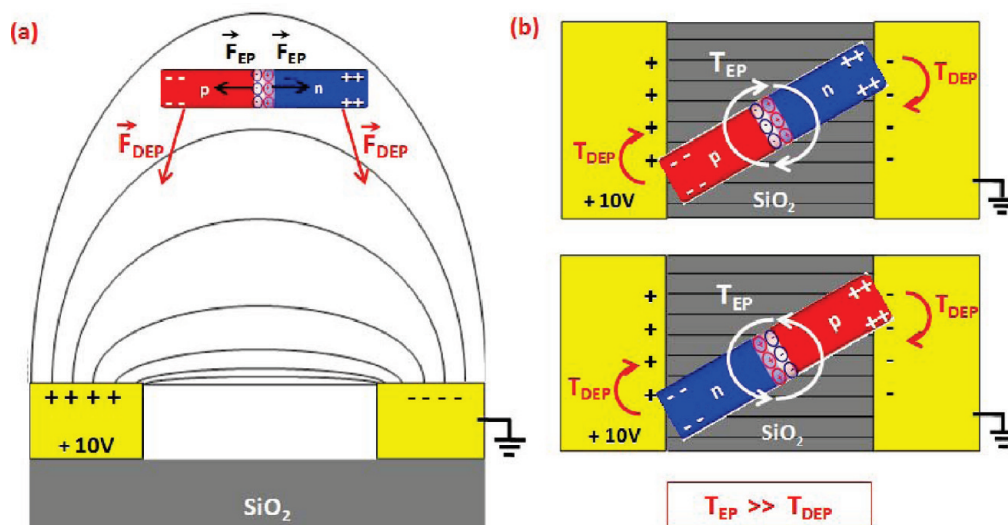 (a)
F_EP F_EP
- - p n ++
- - ++
F_DEP F_DEP
+ + + + - - - -
+ 10V
SiO₂
(b)
T_EP
+ n ++ -
+ ++ - T_DEP
+ -
T_DEP + - - p -
- -
+ 10V SiO₂
T_EP
+ p ++ -
+ ++ - T_DEP
+ -
T_DEP + - - n -
- -
+ 10V SiO₂
T_EP >> T_DEP